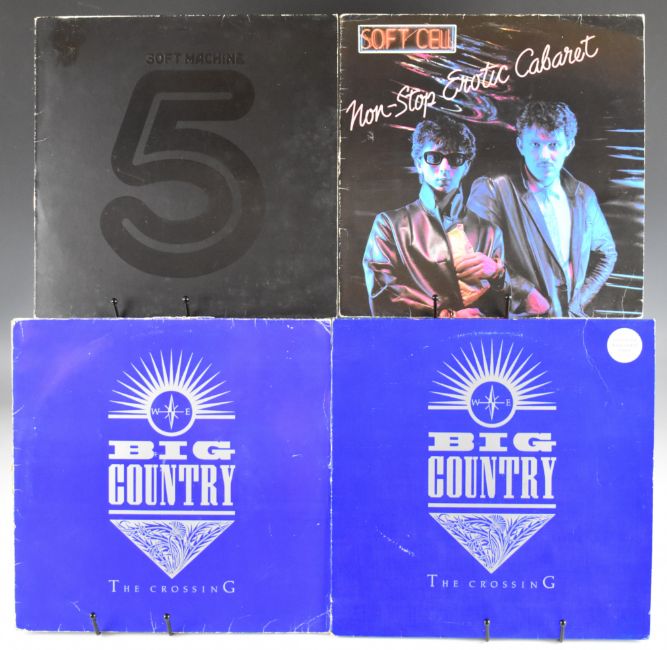 SOFT MACHINE
5
SOFT CELL
Non-Stop Erotic Cabaret
W E
BIG
COUNTRY
THE CROSSING
W E
BIG
COUNTRY
THE CROSSING